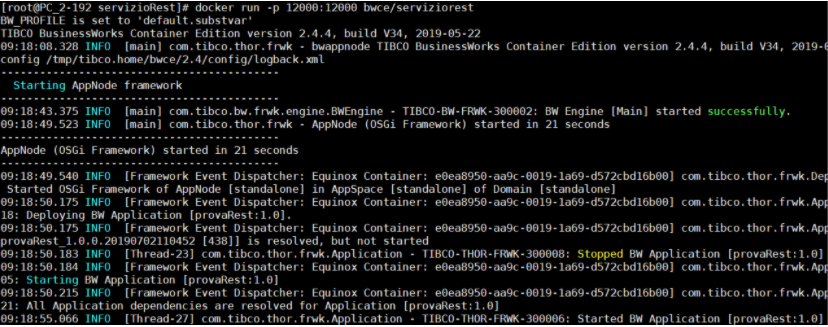 [root@PC_2-192 servizioRest]# docker run -p 12000:12000 bwce/serviziorest
BW_PROFILE is set to 'default.substvar'
TIBCO BusinessWorks Container Edition version 2.4.4, build V34, 2019-05-22
09:18:08.328 INFO  [main] com.tibco.thor.frwk - bwappnode TIBCO BusinessWorks Container Edition version 2.4.4, build V34, 2019-0
config /tmp/tibco.home/bwce/2.4/config/logback.xml
-------------------------------------------
  Starting AppNode framework
-------------------------------------------
09:18:43.375 INFO  [main] com.tibco.bw.frwk.engine.BWEngine - TIBCO-BW-FRWK-300002: BW Engine [Main] started successfully.
09:18:49.523 INFO  [main] com.tibco.thor.frwk - AppNode (OSGi Framework) started in 21 seconds
-------------------------------------------
AppNode (OSGi Framework) started in 21 seconds
-------------------------------------------
09:18:49.540 INFO  [Framework Event Dispatcher: Equinox Container: e0ea8950-aa9c-0019-1a69-d572cbd16b00] com.tibco.thor.frwk.Dep
 Started OSGi Framework of AppNode [standalone] in AppSpace [standalone] of Domain [standalone]
09:18:50.175 INFO  [Framework Event Dispatcher: Equinox Container: e0ea8950-aa9c-0019-1a69-d572cbd16b00] com.tibco.thor.frwk.App
18: Deploying BW Application [provaRest:1.0].
09:18:50.175 INFO  [Framework Event Dispatcher: Equinox Container: e0ea8950-aa9c-0019-1a69-d572cbd16b00] com.tibco.thor.frwk.App
provaRest_1.0.0.20190702110452 [438]] is resolved, but not started
09:18:50.183 INFO  [Thread-23] com.tibco.thor.frwk.Application - TIBCO-THOR-FRWK-300008: Stopped BW Application [provaRest:1.0]
09:18:50.184 INFO  [Framework Event Dispatcher: Equinox Container: e0ea8950-aa9c-0019-1a69-d572cbd16b00] com.tibco.thor.frwk.App
05: Starting BW Application [provaRest:1.0]
09:18:50.215 INFO  [Framework Event Dispatcher: Equinox Container: e0ea8950-aa9c-0019-1a69-d572cbd16b00] com.tibco.thor.frwk.App
21: All Application dependencies are resolved for Application [provaRest:1.0]
09:18:55.066 INFO  [Thread-27] com.tibco.thor.frwk.Application - TIBCO-THOR-FRWK-300006: Started BW Application [provaRest:1.0]